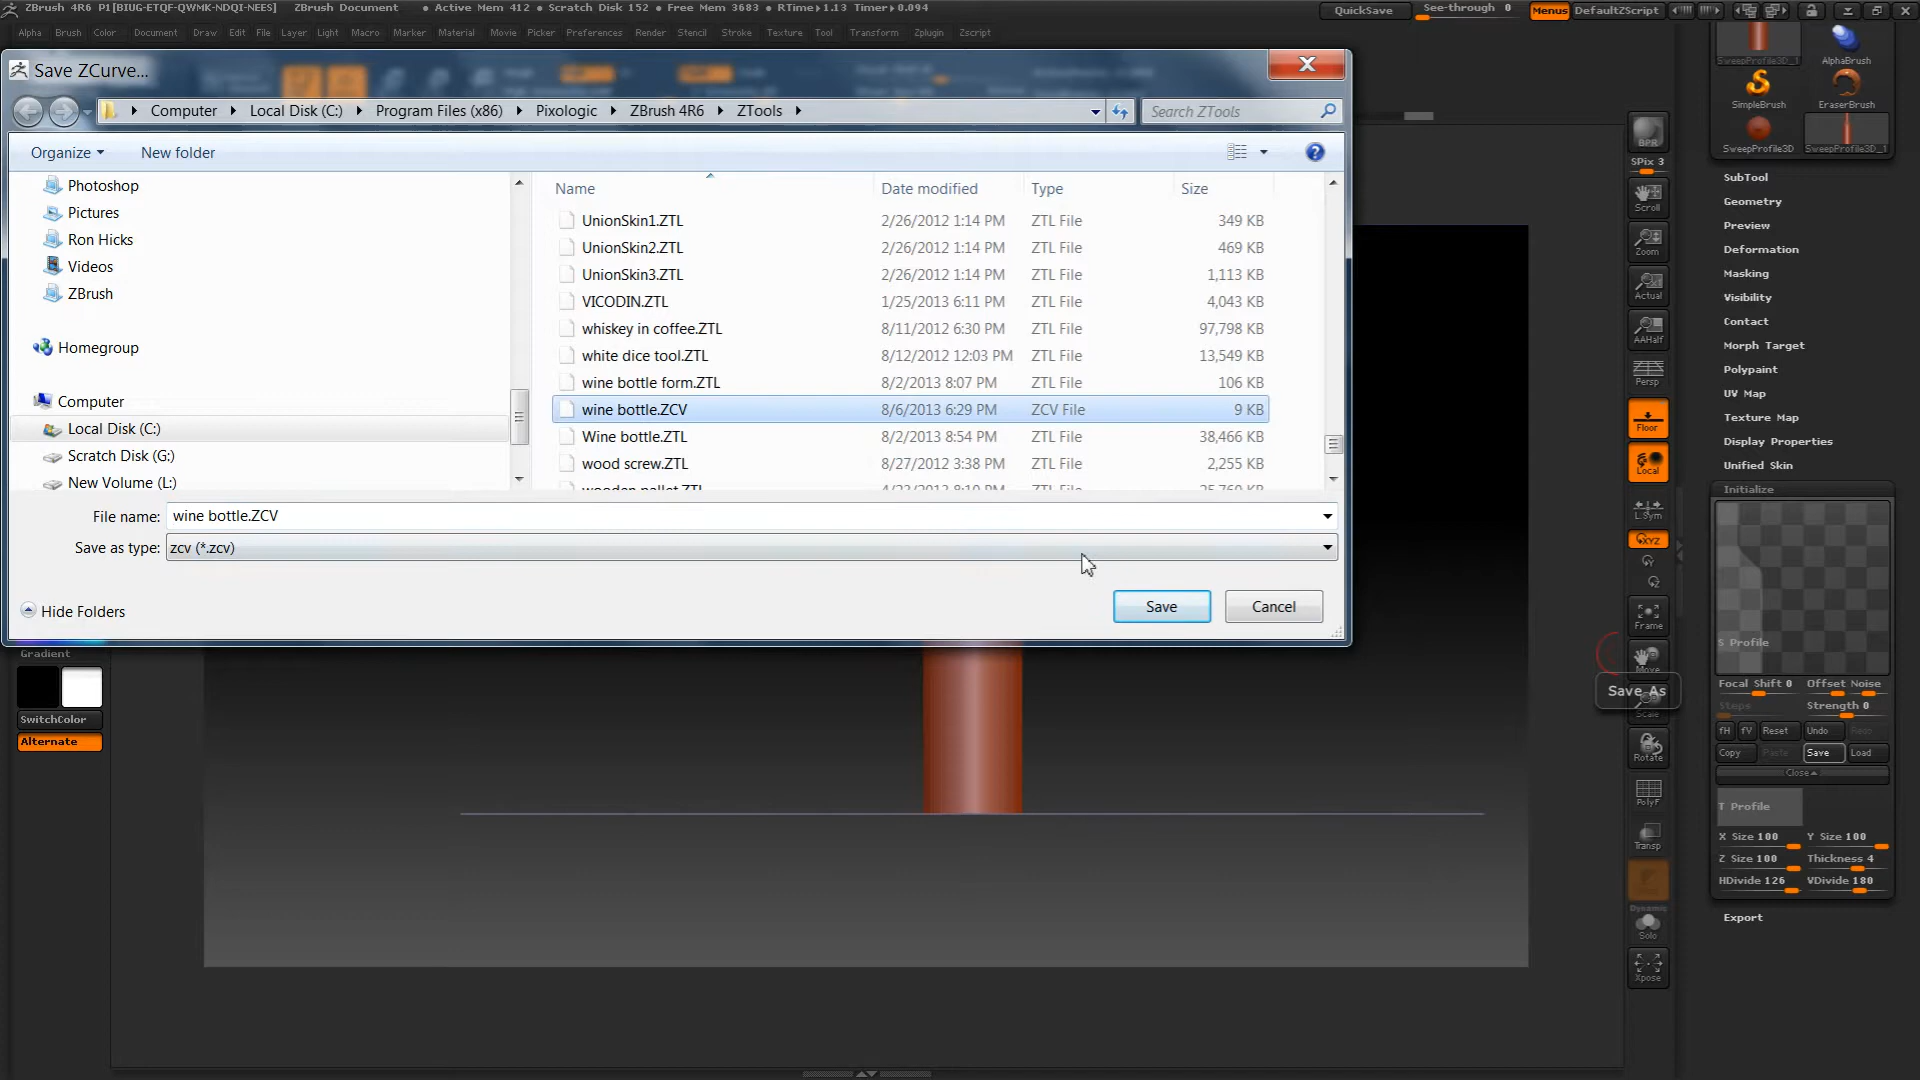 ZBrush 4R6 P1[BIUG-ETQF-QWMK-NDQI-NEES] ZBrush Document • Active Mem 412 • Scratch Disk 152 • Free Mem 3683 • RTime▸1.13 Timer▸0.094 QuickSave See-through 0 Menus DefaultZScript
Alpha Brush Color Document Draw Edit File Layer Light Macro Marker Material Movie Picker Preferences Render Stencil Stroke Texture Tool Transform Zplugin Zscript
Save ZCurve...
Computer Local Disk (C:) Program Files (x86) Pixologic ZBrush 4R6 ZTools Search ZTools
Organize New folder
Photoshop
Pictures
Ron Hicks
Videos
ZBrush
Homegroup
Computer
Local Disk (C:)
Scratch Disk (G:)
New Volume (L:)
Name Date modified Type Size
UnionSkin1.ZTL 2/26/2012 1:14 PM ZTL File 349 KB
UnionSkin2.ZTL 2/26/2012 1:14 PM ZTL File 469 KB
UnionSkin3.ZTL 2/26/2012 1:14 PM ZTL File 1,113 KB
VICODIN.ZTL 1/25/2013 6:11 PM ZTL File 4,043 KB
whiskey in coffee.ZTL 8/11/2012 6:30 PM ZTL File 97,798 KB
white dice tool.ZTL 8/12/2012 12:03 PM ZTL File 13,549 KB
wine bottle form.ZTL 8/2/2013 8:07 PM ZTL File 106 KB
wine bottle.ZCV 8/6/2013 6:29 PM ZCV File 9 KB
Wine bottle.ZTL 8/2/2013 8:54 PM ZTL File 38,466 KB
wood screw.ZTL 8/27/2012 3:38 PM ZTL File 2,255 KB
File name: wine bottle.ZCV
Save as type: zcv (*.zcv)
Hide Folders Save Cancel
Gradient
SwitchColor
Alternate
BPR
SPix 3
Scroll
Zoom
Actual
AAHalf
Persp
Floor
Local
L.Sym
XYZ
Frame
Move
Save As
Scale
Rotate
PolyF
Transp
Dynamic
Solo
Xpose
SweepProfile3D_1 AlphaBrush
SimpleBrush EraserBrush
SweepProfile3D SweepProfile3D_1
SubTool
Geometry
Preview
Deformation
Masking
Visibility
Contact
Morph Target
Polypaint
UV Map
Texture Map
Display Properties
Unified Skin
Initialize
S Profile
Focal Shift 0 Offset Noise
Steps Strength 0
fH fV Reset Undo Redo
Copy Paste Save Load
Close
T Profile
X Size 100 Y Size 100
Z Size 100 Thickness 4
HDivide 126 VDivide 180
Export